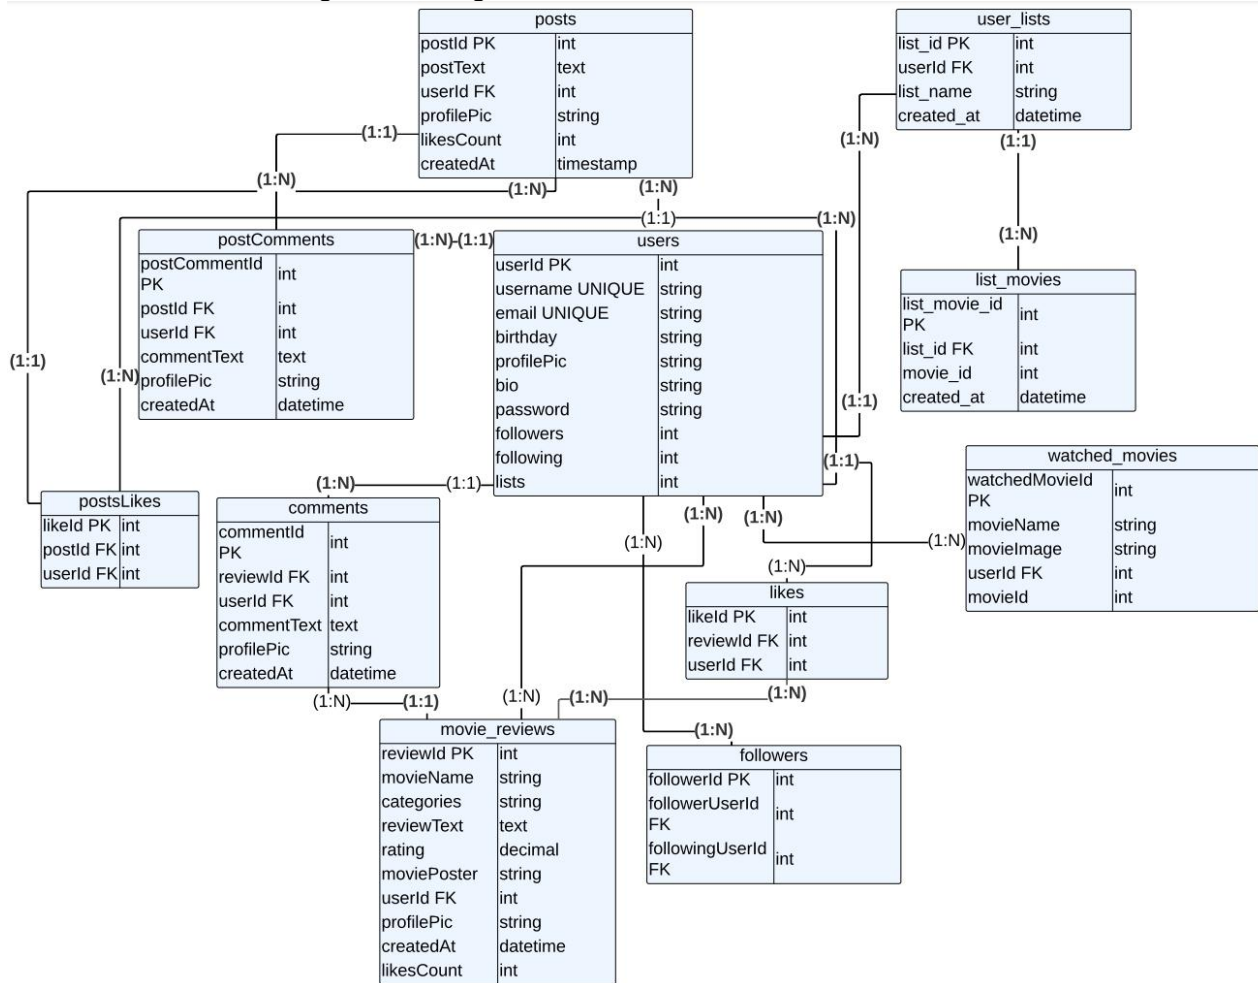 posts
postId PK int
postText text
userId FK int
profilePic string
likesCount int
createdAt timestamp
user_lists
list_id PK int
userId FK int
list_name string
created_at datetime
(1:1)
(1:N)
(1:1)
(1:N)
(1:N)
(1:N)
(1:1)
(1:N)
(1:N)
postComments
postCommentId
PK
int
postId FK int
userId FK int
commentText text
profilePic string
createdAt datetime
(1:N)-(1:1)
users
userId PK int
username UNIQUE string
email UNIQUE string
birthday string
profilePic string
bio string
password string
followers int
following int
lists int
list_movies
list_movie_id
PK
int
list_id FK int
movie_id int
created_at datetime
(1:1)
(1:N)
(1:1)
(1:1)
watched_movies
watchedMovieId
PK
int
movieName string
movieImage string
userId FK int
movieId int
postsLikes
likeId PK int
postId FK int
userId FK int
(1:N)
(1:1)
comments
commentId
PK
int
reviewId FK int
userId FK int
commentText text
profilePic string
createdAt datetime
(1:N)
(1:N)
(1:N)
(1:N)
(1:N)
likes
likeId PK int
reviewId FK int
userId FK int
(1:N)
(1:1)
(1:N)
(1:N)
(1:N)
(1:N)
movie_reviews
reviewId PK int
movieName string
categories string
reviewText text
rating decimal
moviePoster string
userId FK int
profilePic string
createdAt datetime
likesCount int
followers
followerId PK int
followerUserId
FK
int
followingUserId
FK
int